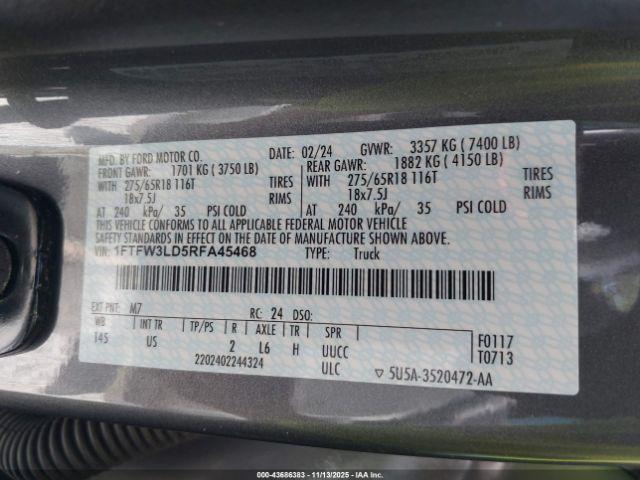 MFD. BY FORD MOTOR CO.
DATE: 02/24 GVWR: 3357 KG ( 7400 LB)
FRONT GAWR: 1701 KG ( 3750 LB)
REAR GAWR: 1882 KG ( 4150 LB)
WITH 275/65R18 116T TIRES
WITH 275/65R18 116T TIRES
18x7.5J RIMS
18x7.5J RIMS
AT 240 kPa/ 35 PSI COLD
AT 240 kPa/ 35 PSI COLD
THIS VEHICLE CONFORMS TO ALL APPLICABLE FEDERAL MOTOR VEHICLE
SAFETY STANDARDS IN EFFECT ON THE DATE OF MANUFACTURE SHOWN ABOVE.
VIN: 1FTFW3LD5RFA45468 TYPE: Truck
EXT PNT: M7 RC: 24 DSO:
WB INT TR TP/PS R AXLE TR SPR
145 US 2 L6 H UUCC
2202402244324 ULC
F0117
T0713
▽ 5U5A-3520472-AA
000-43686383 - 11/13/2025 - IAAI, Inc. Copyright